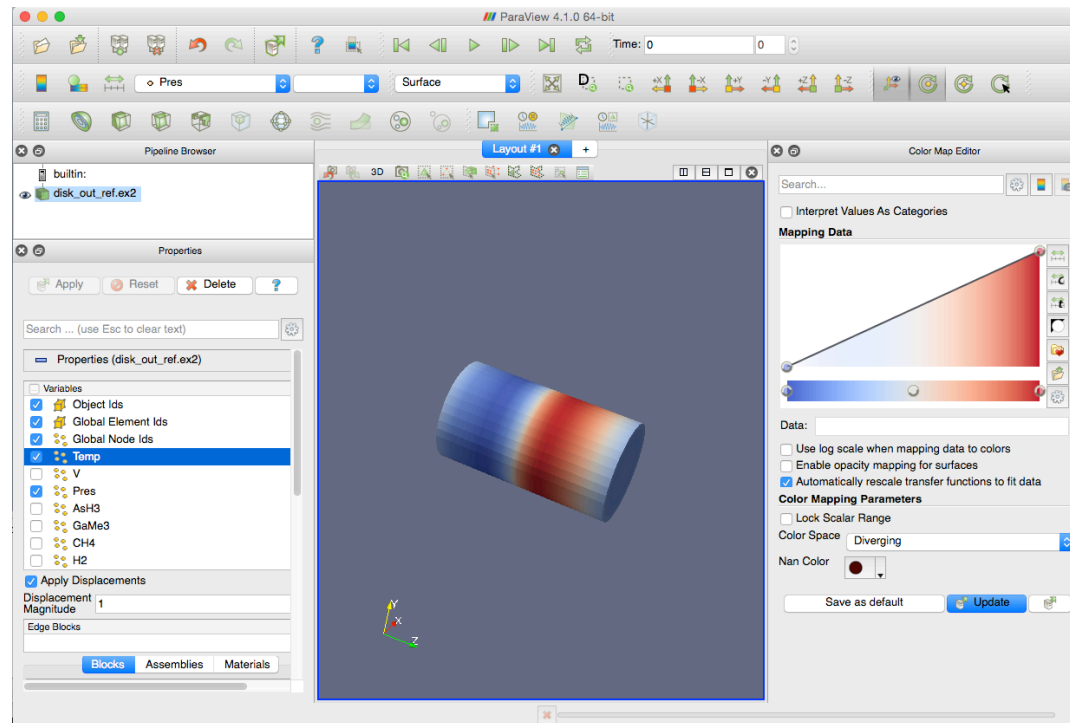 ParaView 4.1.0 64-bit
Time: 0 0
Pres Surface
D +X -X +Y -Y +Z -Z
Pipeline Browser Layout #1 + Color Map Editor
builtin:
disk_out_ref.ex2
3D
Search...
Interpret Values As Categories
Mapping Data
Properties
Apply Reset Delete ?
Search ... (use Esc to clear text)
Properties (disk_out_ref.ex2)
Variables
Object Ids
Global Element Ids
Global Node Ids
Temp
V
Pres
AsH3
GaMe3
CH4
H2
Apply Displacements
Displacement
Magnitude 1
Edge Blocks
Blocks Assemblies Materials
Y
X
Z
C
t
Data:
Use log scale when mapping data to colors
Enable opacity mapping for surfaces
Automatically rescale transfer functions to fit data
Color Mapping Parameters
Lock Scalar Range
Color Space Diverging
Nan Color
Save as default Update